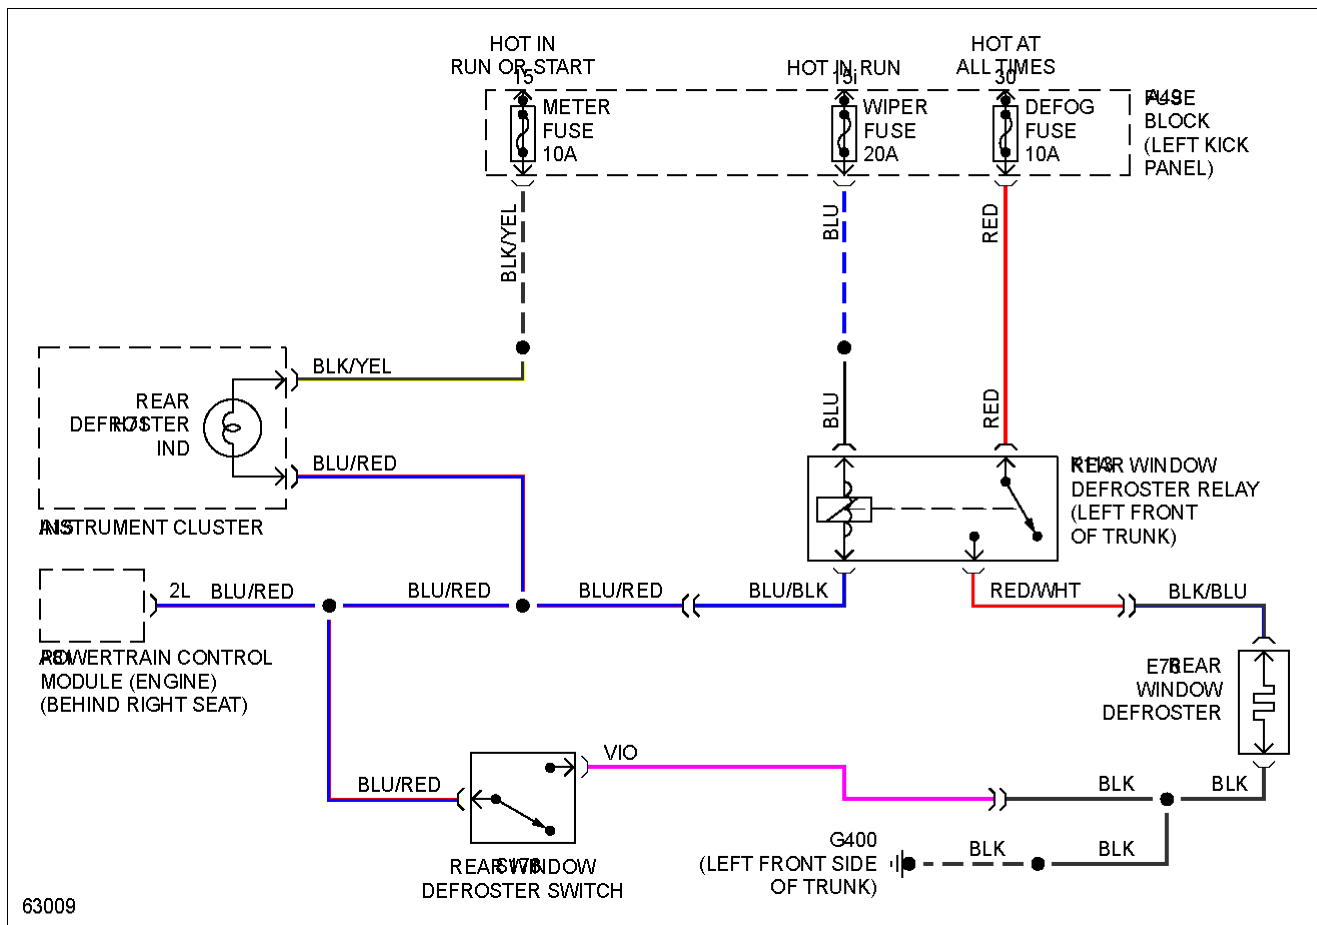 HOT IN
RUN OR START
15
HOT IN RUN
15i
HOT AT
ALL TIMES
30
METER
FUSE
10A
WIPER
FUSE
20A
DEFOG
FUSE
10A
FUSE
BLOCK
(LEFT KICK
PANEL)
BLK/YEL
BLU
RED
BLK/YEL
BLU
RED
REAR
DEFROSTER
IND
H71
BLU/RED
INSTRUMENT CLUSTER
A15
REAR WINDOW
DEFROSTER RELAY
(LEFT FRONT
OF TRUNK)
2L
BLU/RED
BLU/RED
BLU/RED
BLU/BLK
RED/WHT
BLK/BLU
POWERTRAIN CONTROL
MODULE (ENGINE)
(BEHIND RIGHT SEAT)
REAR
WINDOW
DEFROSTER
VIO
BLU/RED
BLK
BLK
REAR WINDOW
DEFROSTER SWITCH
G400
(LEFT FRONT SIDE
OF TRUNK)
BLK
BLK
63009